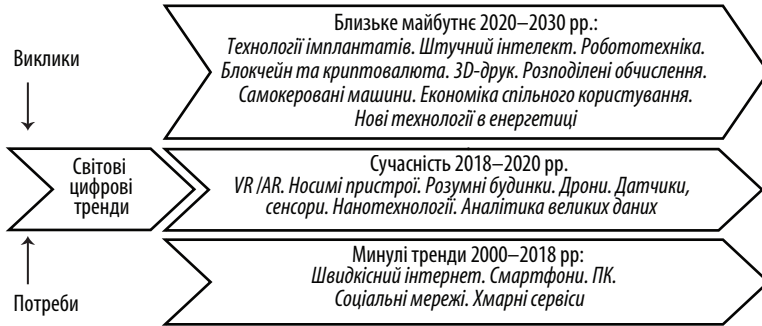 Виклики
Світові
цифрові
тренди
Потреби
Близьке майбутнє 2020–2030 рр.:
Технології імплантатів. Штучний інтелект. Робототехніка.
Блокчейн та криптовалюта. 3D-друк. Розподілені обчислення.
Самокеровані машини. Економіка спільного користування.
Нові технології в енергетиці
Сучасність 2018–2020 рр.
VR /AR. Носимі пристрої. Розумні будинки. Дрони. Датчики,
сенсори. Нанотехнології. Аналітика великих даних
Минулі тренди 2000–2018 рр:
Швидкісний інтернет. Смартфони. ПК.
Соціальні мережі. Хмарні сервіси